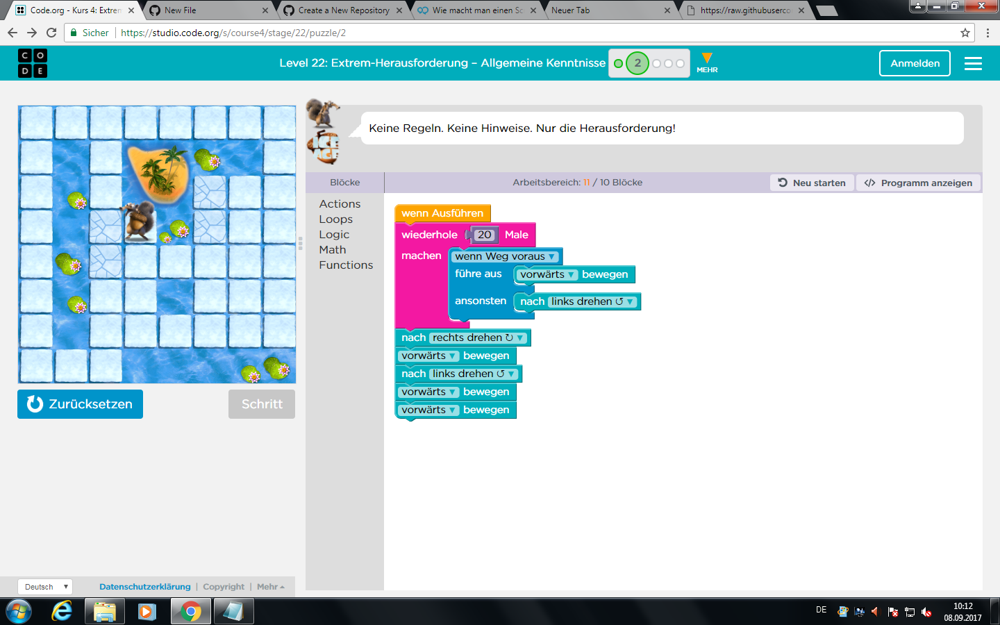 Code.org - Kurs 4: Extrem
New File
Create a New Repository
Wie macht man einen Sc
Neuer Tab
https://raw.githubuserco
Sicher
https://studio.code.org/s/course4/stage/22/puzzle/2
C O D E
Level 22: Extrem-Herausforderung – Allgemeine Kenntnisse
2
MEHR
Anmelden
Keine Regeln. Keine Hinweise. Nur die Herausforderung!
ICE AGE
Blöcke
Arbeitsbereich: 11 / 10 Blöcke
Neu starten
</> Programm anzeigen
Actions
Loops
Logic
Math
Functions
wenn Ausführen
wiederhole 20 Male
machen wenn Weg voraus
führe aus vorwärts bewegen
ansonsten nach links drehen ↺
nach rechts drehen ↻
vorwärts bewegen
nach links drehen ↺
vorwärts bewegen
vorwärts bewegen
Zurücksetzen
Schritt
Deutsch
Datenschutzerklärung | Copyright | Mehr
DE
10:12
08.09.2017